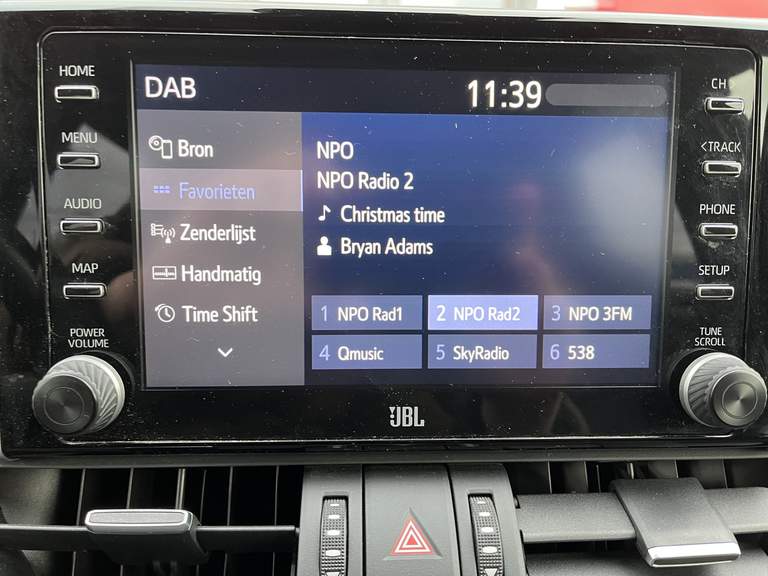 HOME
MENU
AUDIO
MAP
POWER
VOLUME
DAB
11:39
Bron
Favorieten
Zenderlijst
Handmatig
Time Shift
NPO
NPO Radio 2
Christmas time
Bryan Adams
1 NPO Rad1
2 NPO Rad2
3 NPO 3FM
4 Qmusic
5 SkyRadio
6 538
CH
<TRACK
PHONE
SETUP
TUNE
SCROLL
JBL